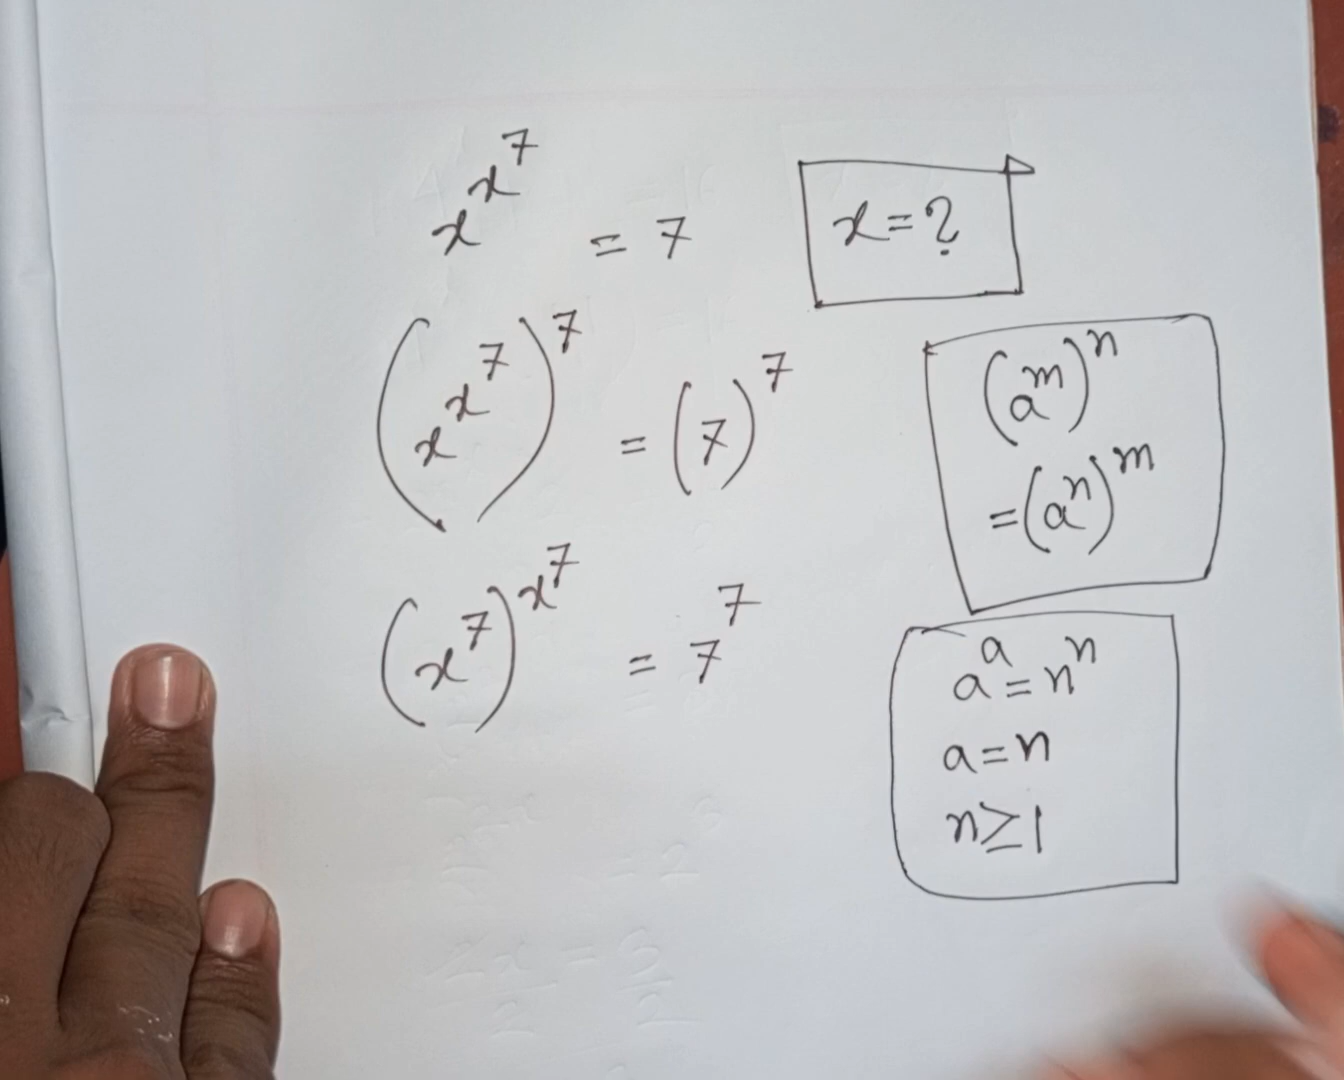 x^x^7 = 7
x = ?
(x^x^7)^7 = (7)^7
(x^7)^x^7 = 7^7
(a^m)^n
= (a^n)^m
a^a = n^n
a = n
n ≥ 1